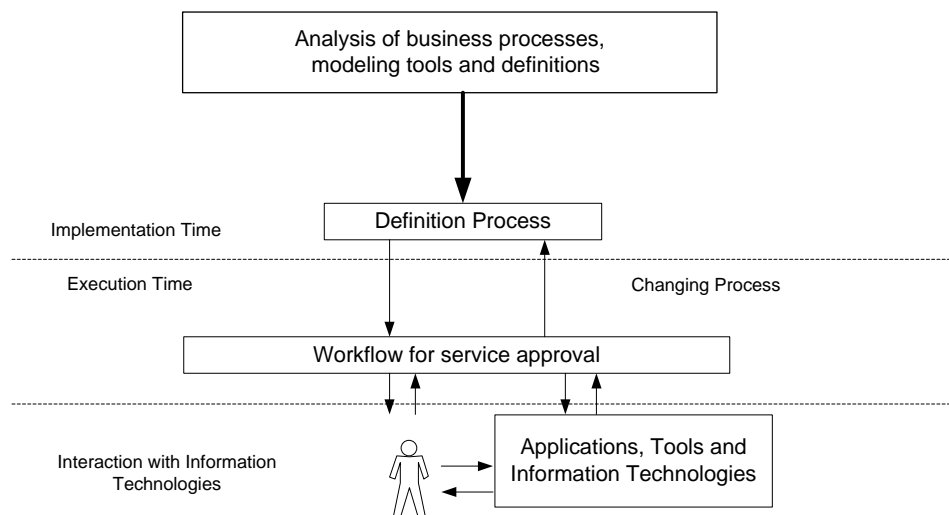 Analysis of business processes,
modeling tools and definitions
Definition Process
Implementation Time
Execution Time
Changing Process
Workflow for service approval
Applications, Tools and
Information Technologies
Interaction with Information
Technologies